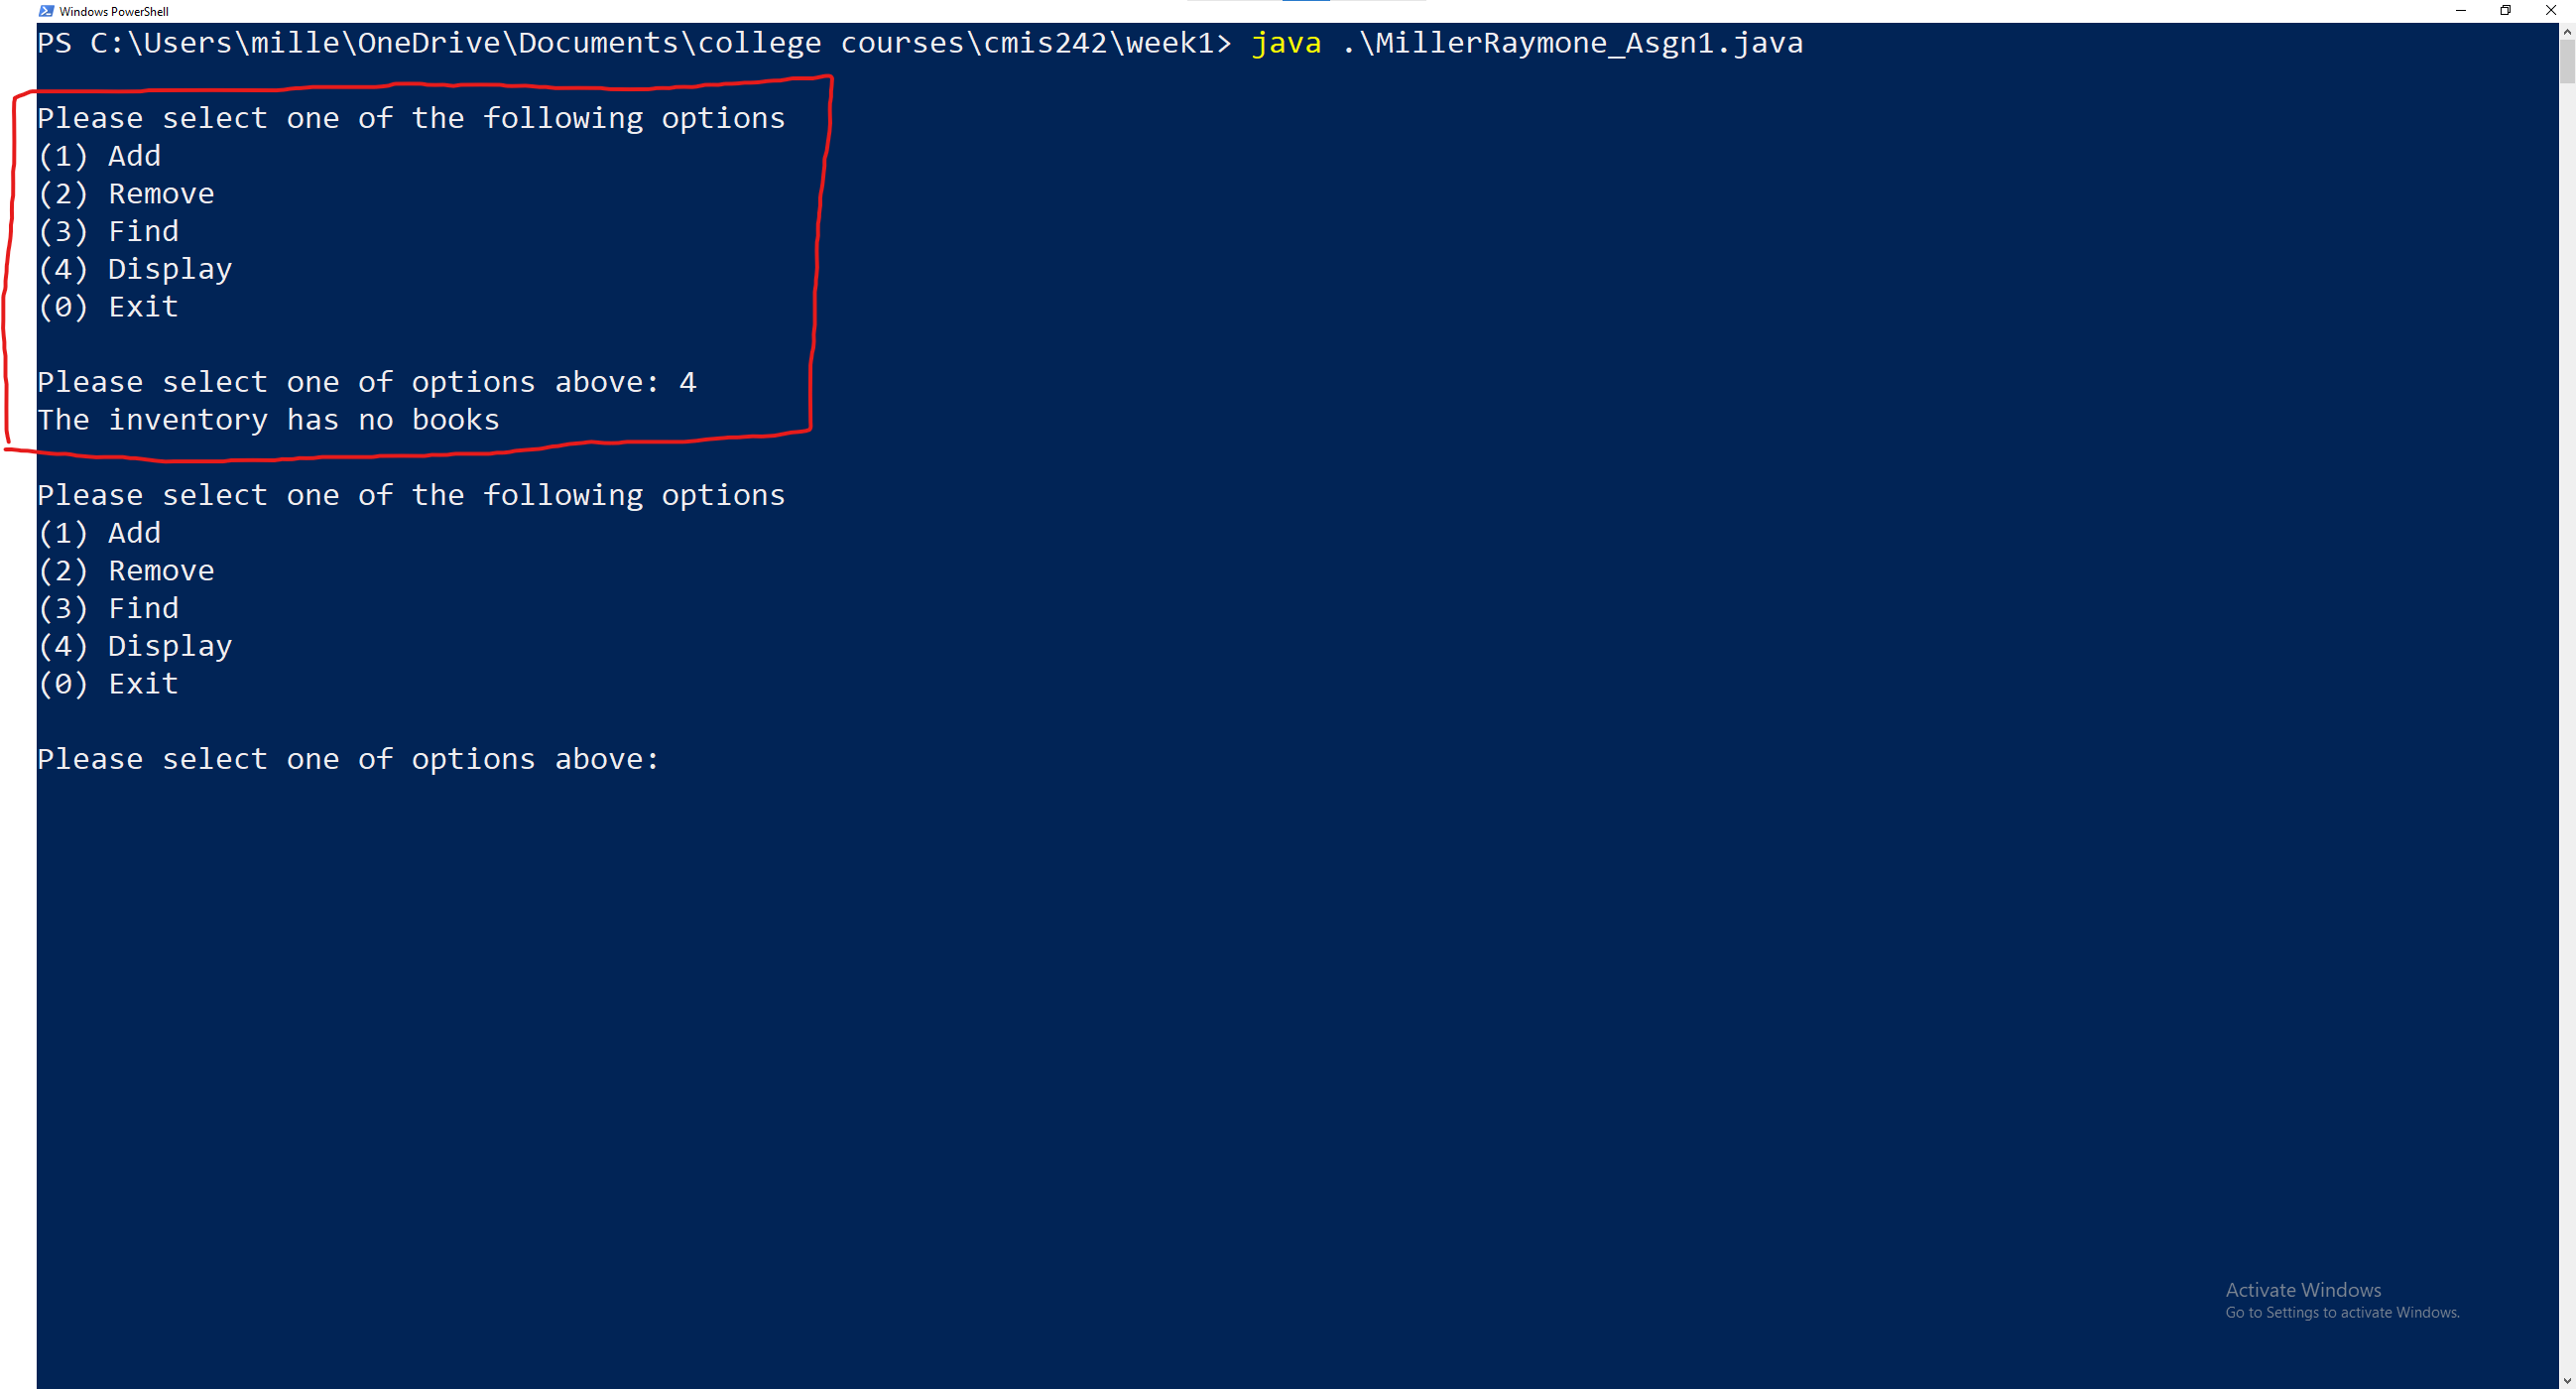 Windows PowerShell
PS C:\Users\mille\OneDrive\Documents\college courses\cmis242\week1> java .\MillerRaymone_Asgn1.java
Please select one of the following options
(1) Add
(2) Remove
(3) Find
(4) Display
(0) Exit
Please select one of options above: 4
The inventory has no books
Please select one of the following options
(1) Add
(2) Remove
(3) Find
(4) Display
(0) Exit
Please select one of options above:
Activate Windows
Go to Settings to activate Windows.